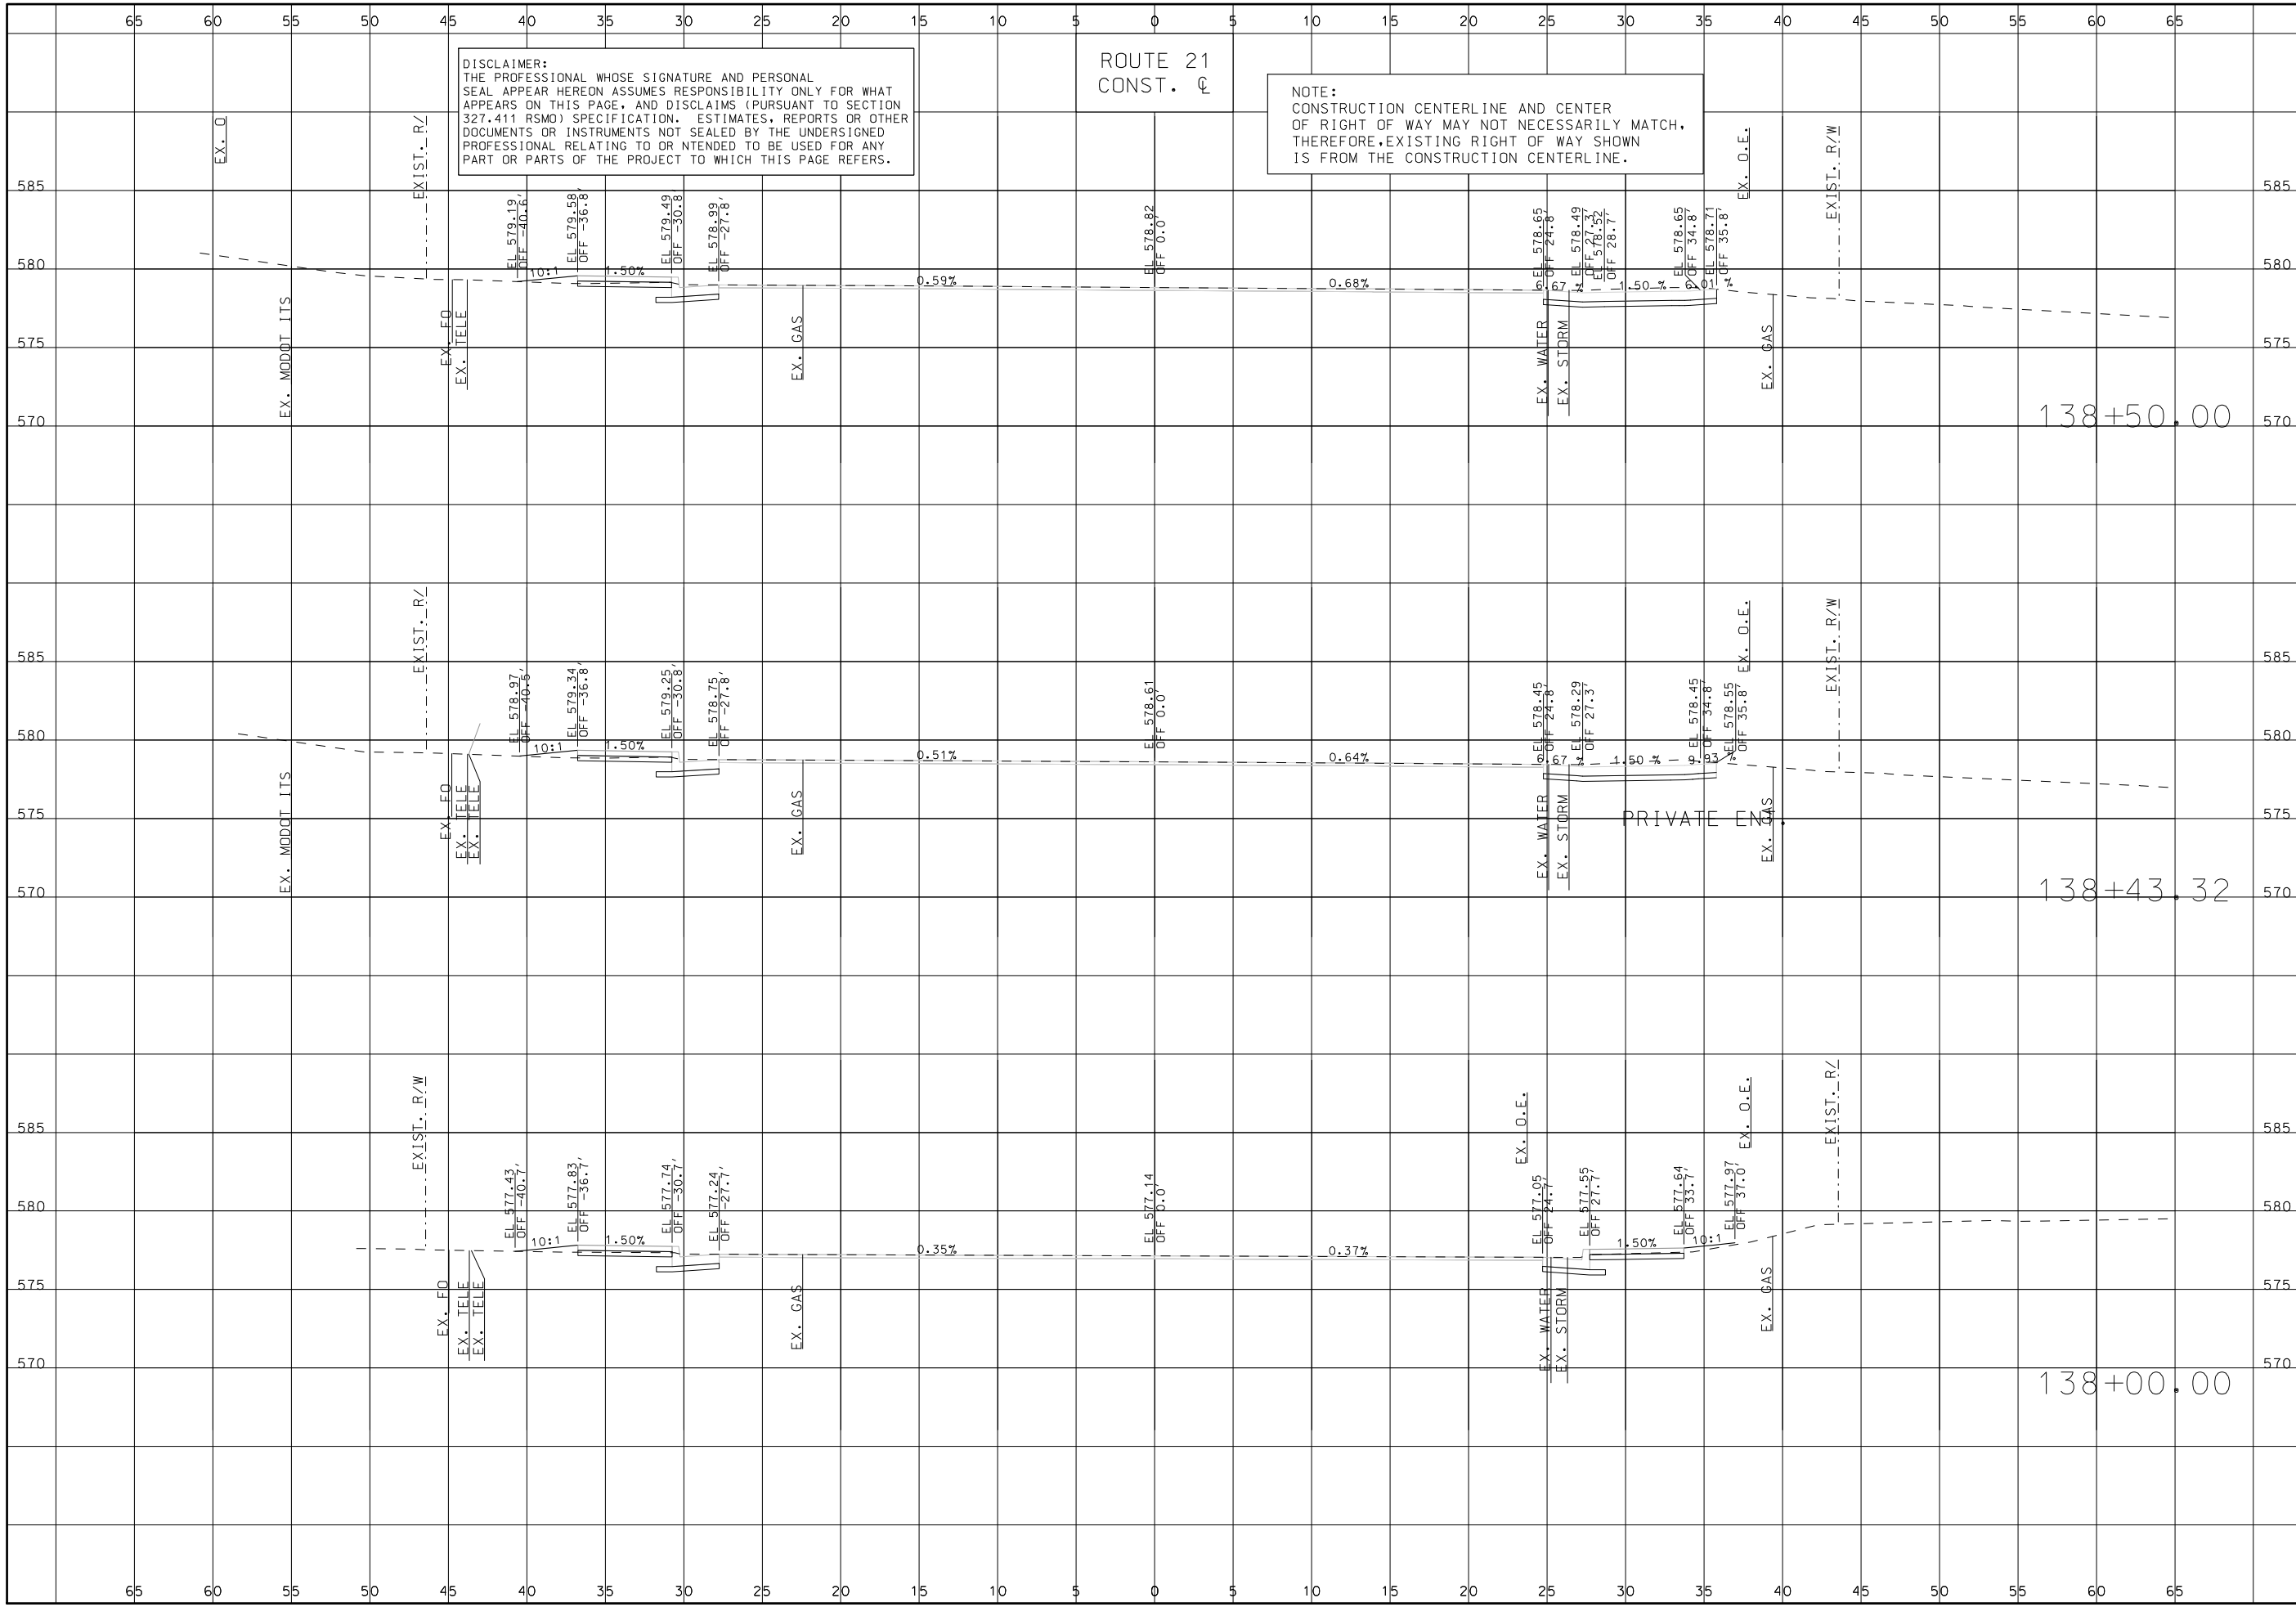 65 60 55 50 45 40 35 30 25 20 15 10 5 0 5 10 15 20 25 30 35 40 45 50 55 60 65
DISCLAIMER:
THE PROFESSIONAL WHOSE SIGNATURE AND PERSONAL
SEAL APPEAR HEREON ASSUMES RESPONSIBILITY ONLY FOR WHAT
APPEARS ON THIS PAGE, AND DISCLAIMS (PURSUANT TO SECTION
327.411 RSMO) SPECIFICATION. ESTIMATES, REPORTS OR OTHER
DOCUMENTS OR INSTRUMENTS NOT SEALED BY THE UNDERSIGNED
PROFESSIONAL RELATING TO OR NTENDED TO BE USED FOR ANY
PART OR PARTS OF THE PROJECT TO WHICH THIS PAGE REFERS.
ROUTE 21
CONST. ℄
NOTE:
CONSTRUCTION CENTERLINE AND CENTER
OF RIGHT OF WAY MAY NOT NECESSARILY MATCH,
THEREFORE,EXISTING RIGHT OF WAY SHOWN
IS FROM THE CONSTRUCTION CENTERLINE.
EX. O
EXIST. R/
EX. O.E.
EXIST. R/W
585 585
EL 579.19
OFF -40.6'
EL 579.58
OFF -36.8'
EL 579.49
OFF -30.8'
EL 578.99
OFF -27.8'
EL 578.82
OFF 0.0'
EL 578.65
OFF 24.8'
EL 578.49
OFF 27.3'
EL 578.52
OFF 28.7'
EL 578.65
OFF 34.8'
EL 578.71
OFF 35.8'
580 580
10:1 1.50% 0.59% 0.68% 6.67 % 1.50 % 6.01 %
EX. MODOT ITS
EX. FO
EX. TELE
EX. GAS
EX. WATER
EX. STORM
EX. GAS
575 575
570 570
138+50.00
EXIST. R/
EX. O.E.
EXIST. R/W
585 585
EL 578.97
OFF -40.5'
EL 579.34
OFF -36.8'
EL 579.25
OFF -30.8'
EL 578.75
OFF -27.8'
EL 578.61
OFF 0.0'
EL 578.45
OFF 24.8'
EL 578.29
OFF 27.3'
EL 578.45
OFF 34.8'
EL 578.55
OFF 35.8'
580 580
10:1 1.50% 0.51% 0.64% 6.67 % 1.50 % 9.93 %
EX. MODOT ITS
EX. FO
EX. TELE
EX. TELE
EX. GAS
EX. WATER
EX. STORM
PRIVATE ENT.
EX. GAS
575 575
570 570
138+43.32
EXIST. R/W
EX. O.E.
EX. O.E.
EXIST. R/
585 585
EL 577.43
OFF -40.7'
EL 577.83
OFF -36.7'
EL 577.74
OFF -30.7'
EL 577.24
OFF -27.7'
EL 577.14
OFF 0.0'
EL 577.05
OFF 24.7'
EL 577.55
OFF 27.7'
EL 577.64
OFF 33.7'
EL 577.97
OFF 37.0'
580 580
10:1 1.50% 0.35% 0.37% 1.50% 10:1
EX. FO
EX. TELE
EX. TELE
EX. GAS
EX. WATER
EX. STORM
EX. GAS
575 575
570 570
138+00.00
65 60 55 50 45 40 35 30 25 20 15 10 5 0 5 10 15 20 25 30 35 40 45 50 55 60 65